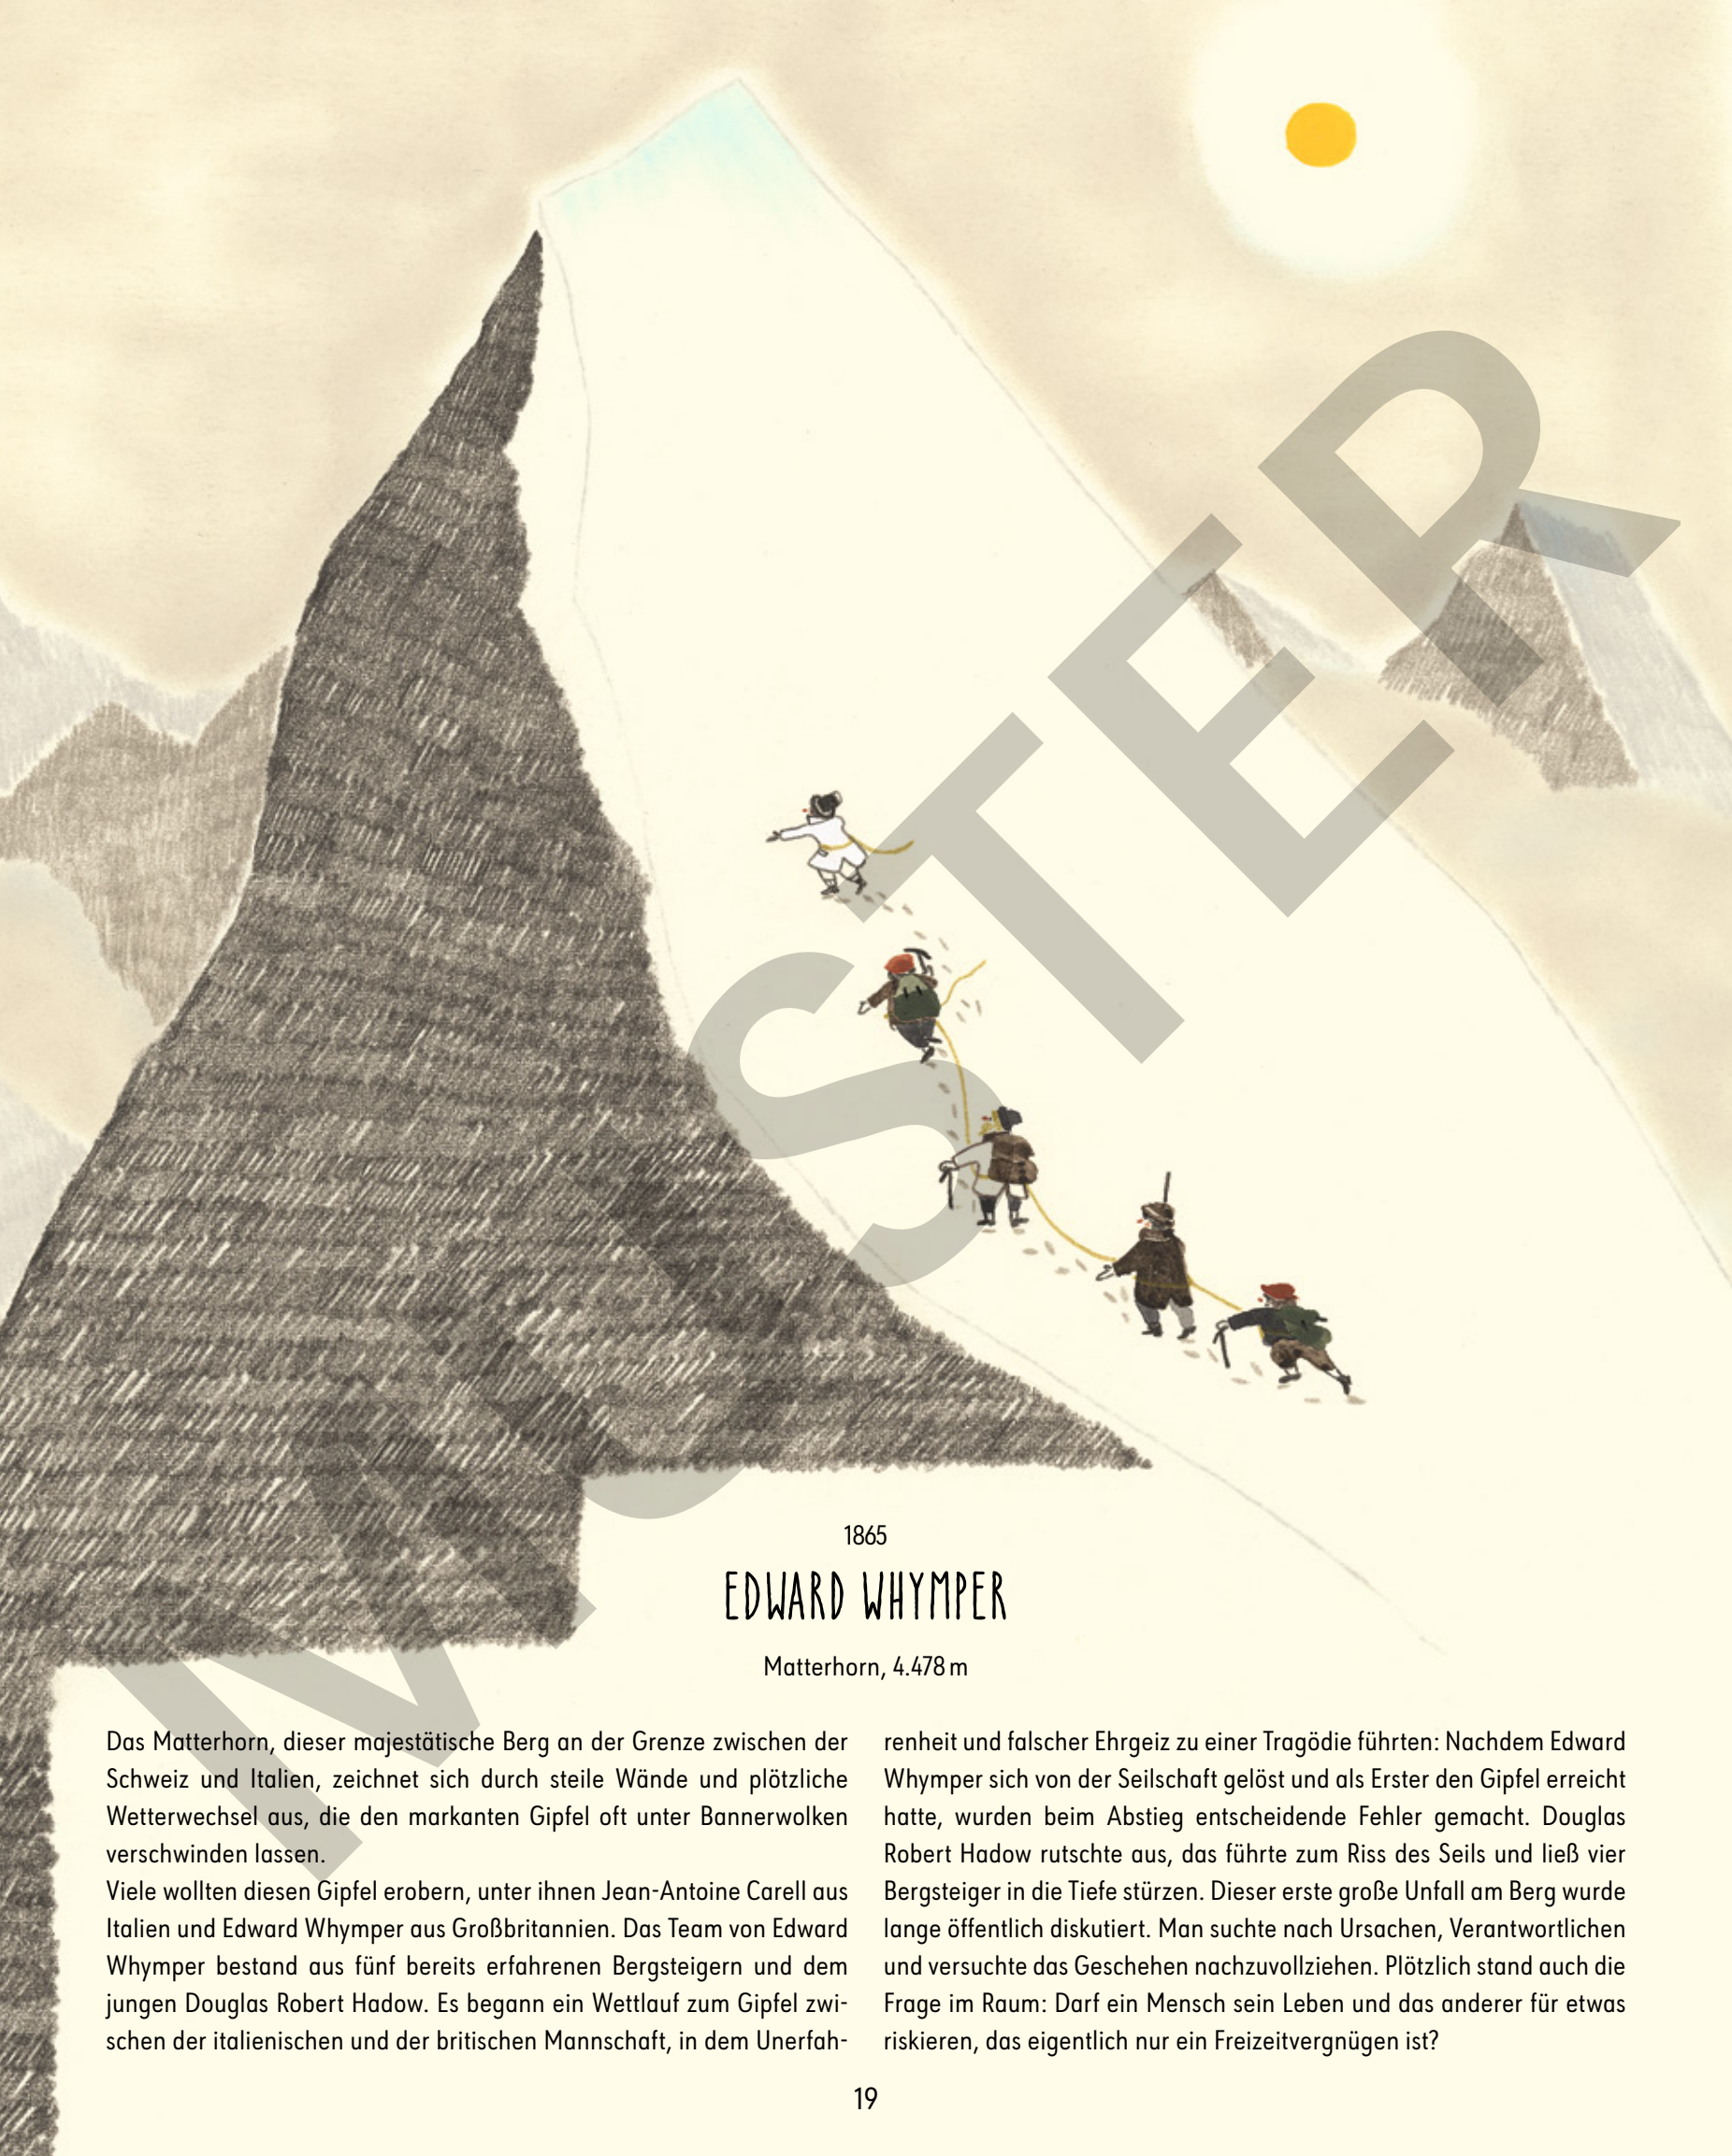 MUSTER
1865
EDWARD WHYMPER
Matterhorn, 4.478 m
Das Matterhorn, dieser majestätische Berg an der Grenze zwischen der
Schweiz und Italien, zeichnet sich durch steile Wände und plötzliche
Wetterwechsel aus, die den markanten Gipfel oft unter Bannerwolken
verschwinden lassen.
Viele wollten diesen Gipfel erobern, unter ihnen Jean-Antoine Carell aus
Italien und Edward Whymper aus Großbritannien. Das Team von Edward
Whymper bestand aus fünf bereits erfahrenen Bergsteigern und dem
jungen Douglas Robert Hadow. Es begann ein Wettlauf zum Gipfel zwi-
schen der italienischen und der britischen Mannschaft, in dem Unerfah-
renheit und falscher Ehrgeiz zu einer Tragödie führten: Nachdem Edward
Whymper sich von der Seilschaft gelöst und als Erster den Gipfel erreicht
hatte, wurden beim Abstieg entscheidende Fehler gemacht. Douglas
Robert Hadow rutschte aus, das führte zum Riss des Seils und ließ vier
Bergsteiger in die Tiefe stürzen. Dieser erste große Unfall am Berg wurde
lange öffentlich diskutiert. Man suchte nach Ursachen, Verantwortlichen
und versuchte das Geschehen nachzuvollziehen. Plötzlich stand auch die
Frage im Raum: Darf ein Mensch sein Leben und das anderer für etwas
riskieren, das eigentlich nur ein Freizeitvergnügen ist?
19